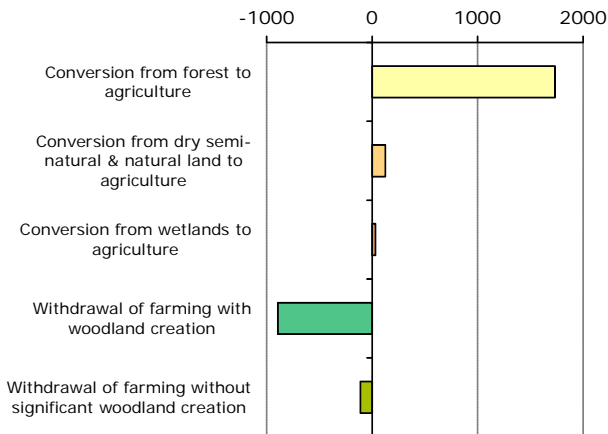 -1000 0 1000 2000
Conversion from forest to
agriculture
Conversion from dry semi-
natural & natural land to
agriculture
Conversion from wetlands to
agriculture
Withdrawal of farming with
woodland creation
Withdrawal of farming without
significant woodland creation